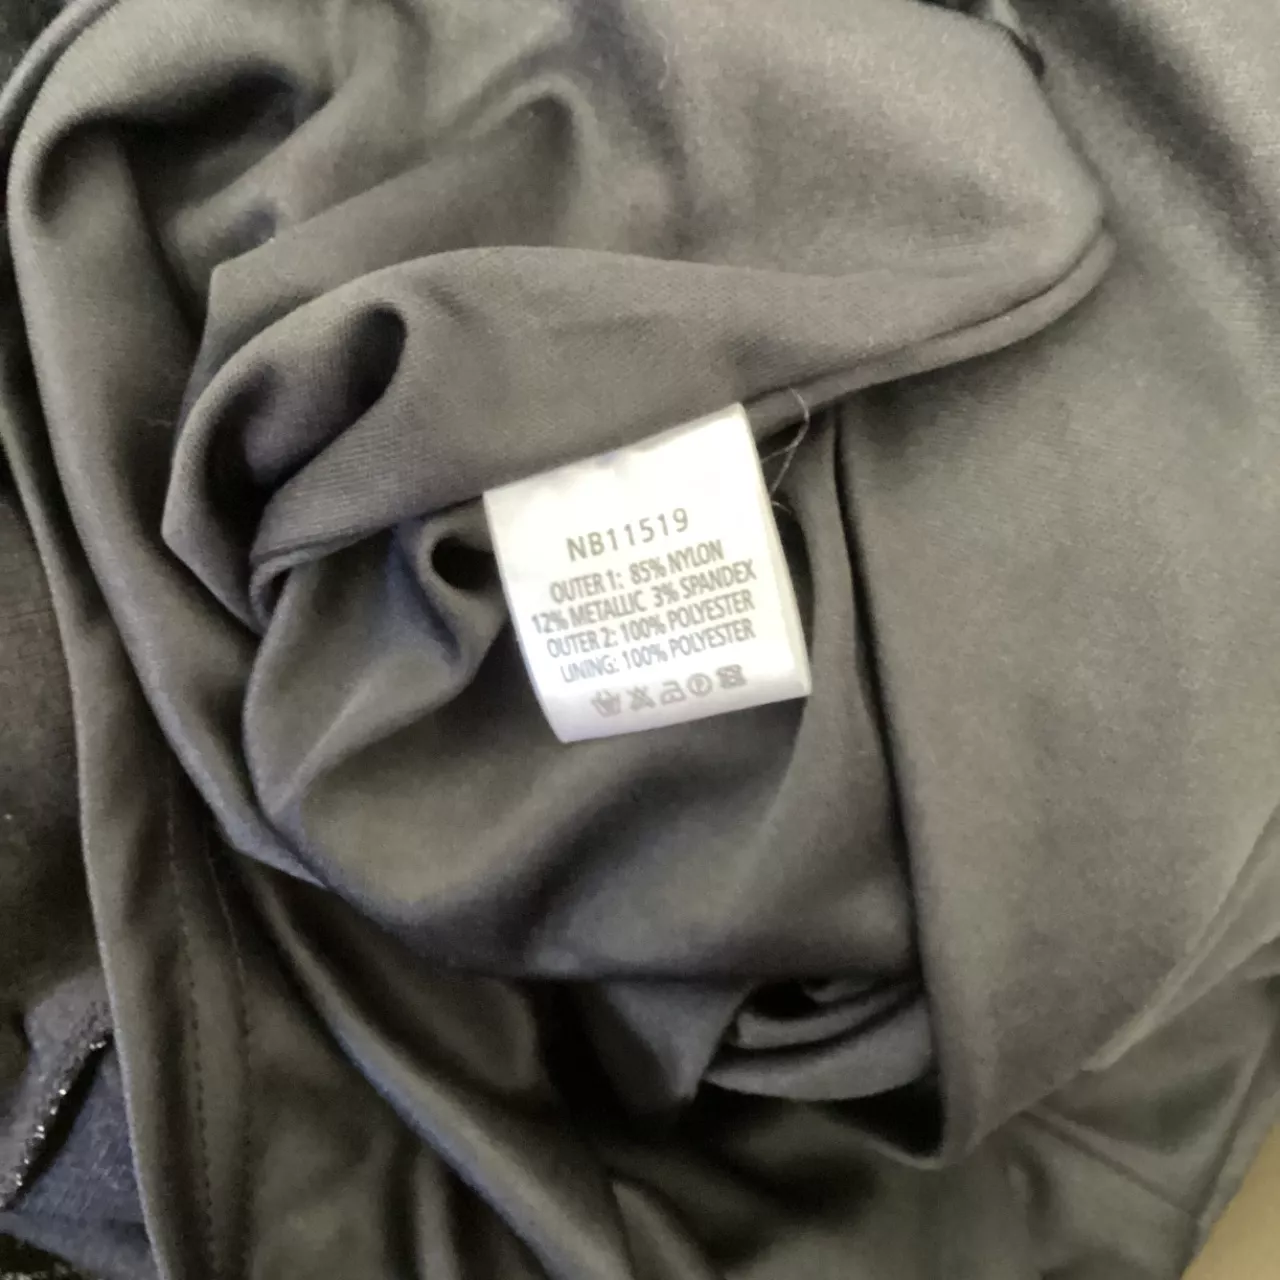 NB11519
OUTER 1: 85% NYLON
12% METALLIC 3% SPANDEX
OUTER 2: 100% POLYESTER
LINING: 100% POLYESTER